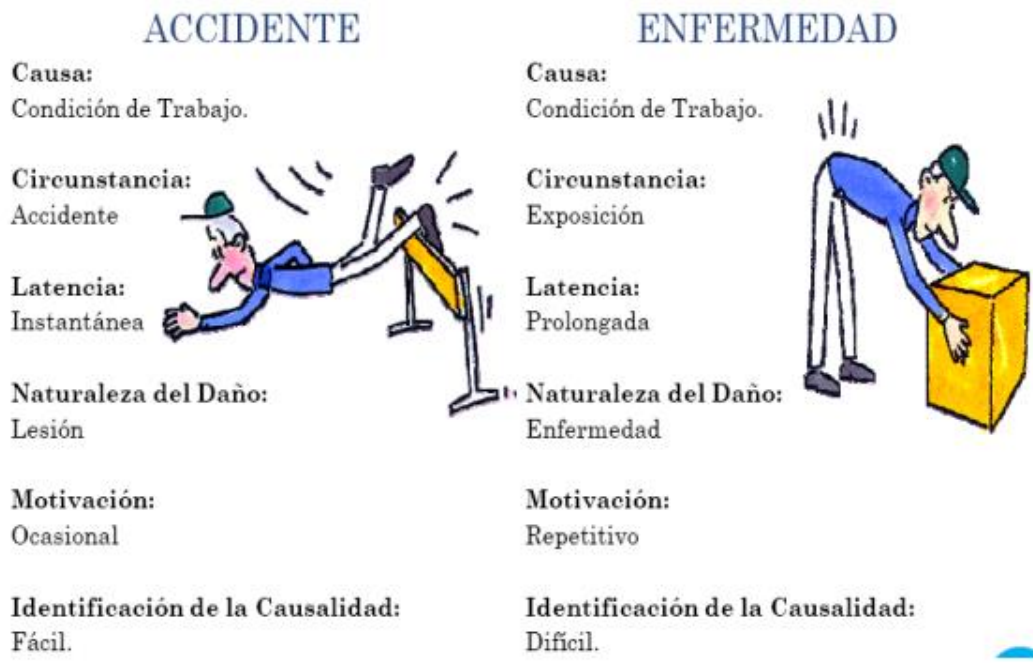 ACCIDENTE
Causa:
Condición de Trabajo.
Circunstancia:
Accidente
Latencia:
Instantánea
Naturaleza del Daño:
Lesión
Motivación:
Ocasional
Identificación de la Causalidad:
Fácil.
ENFERMEDAD
Causa:
Condición de Trabajo.
Circunstancia:
Exposición
Latencia:
Prolongada
Naturaleza del Daño:
Enfermedad
Motivación:
Repetitivo
Identificación de la Causalidad:
Difícil.